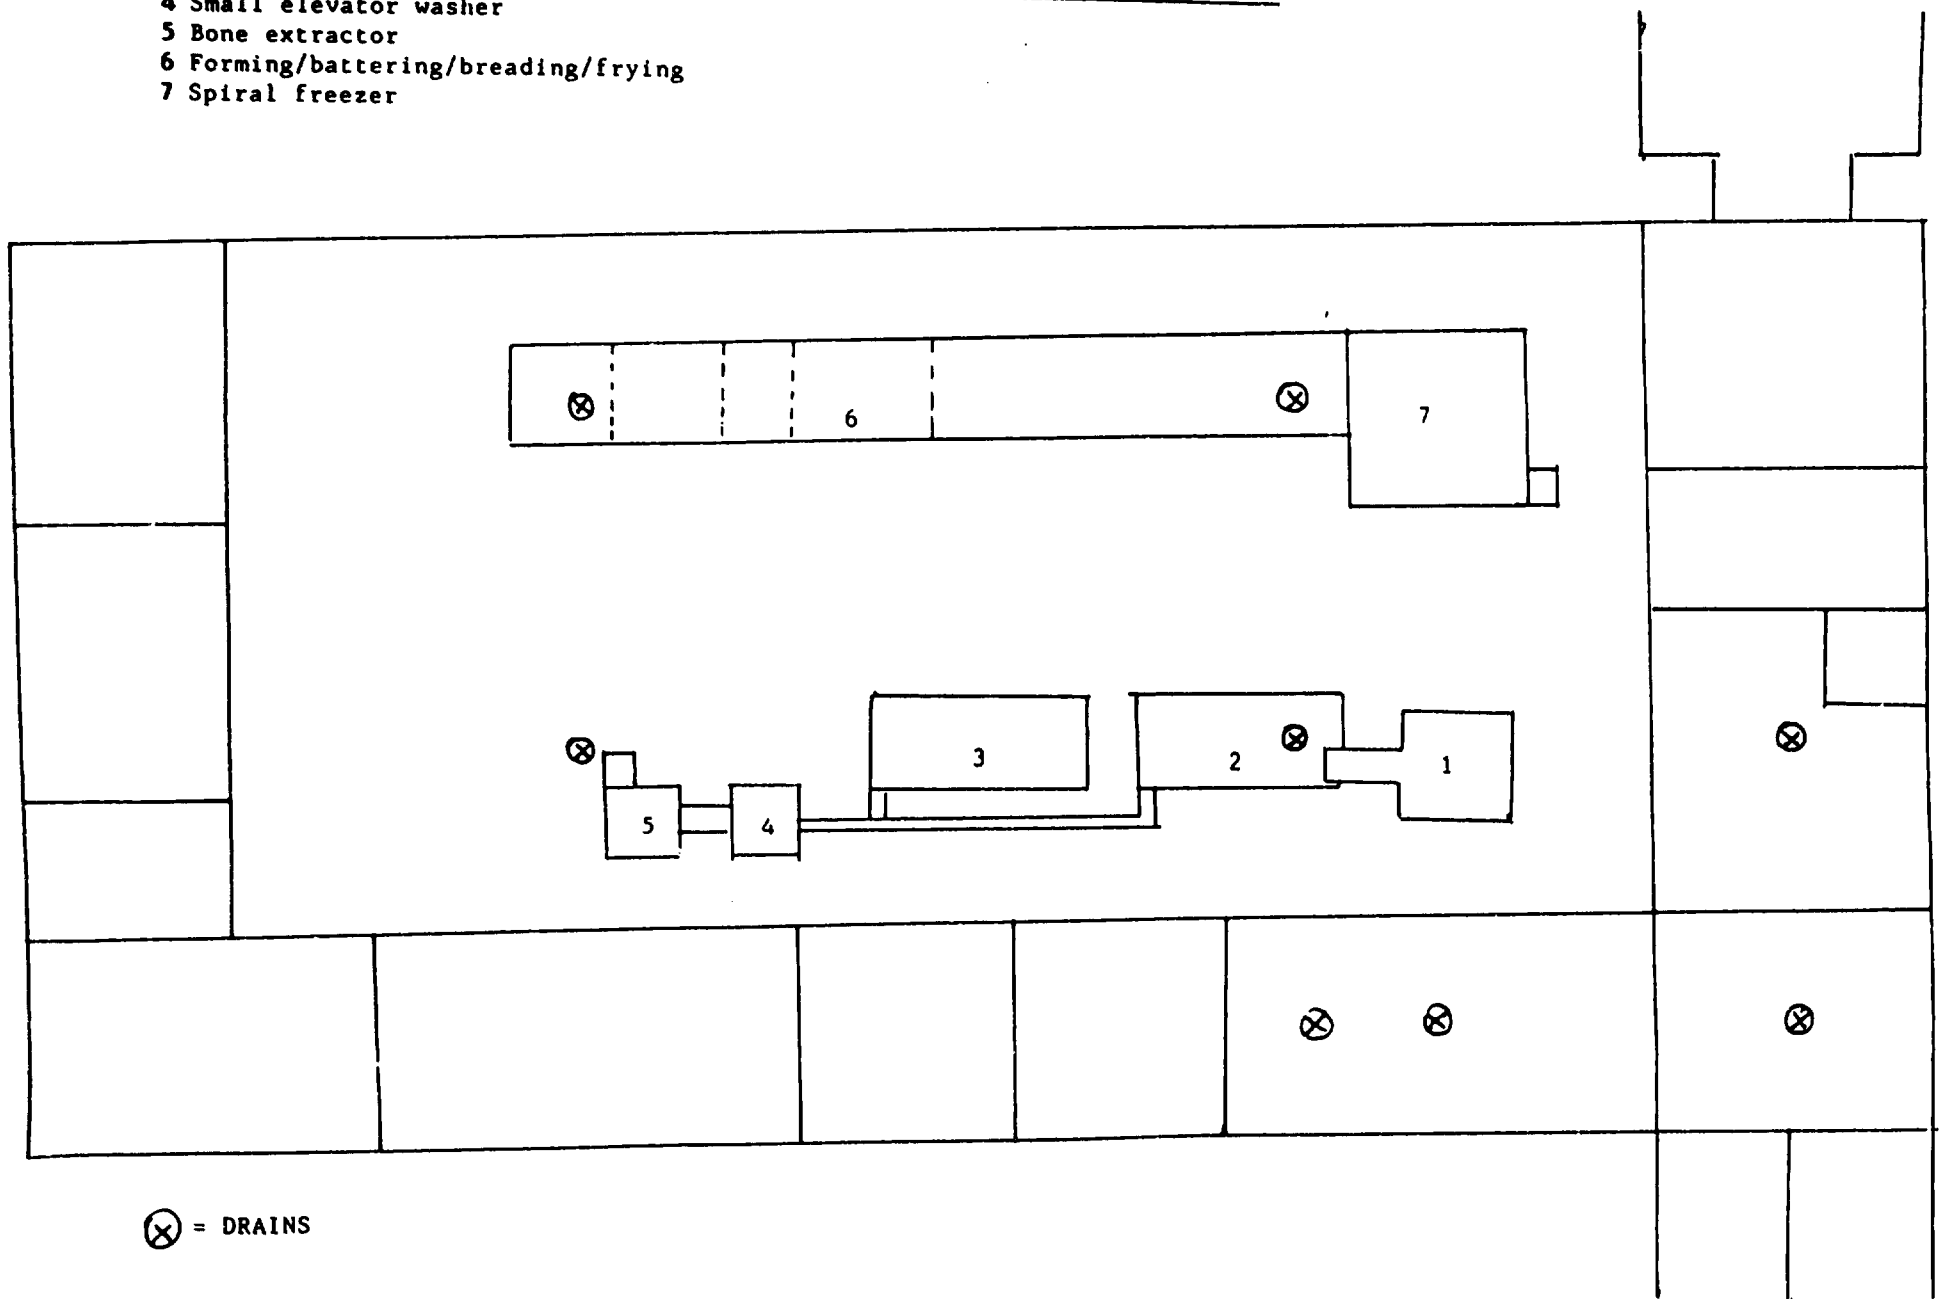 4 Small elevator washer
5 Bone extractor
6 Forming/battering/breading/frying
7 Spiral freezer
6
7
3
2
1
5
4
= DRAINS